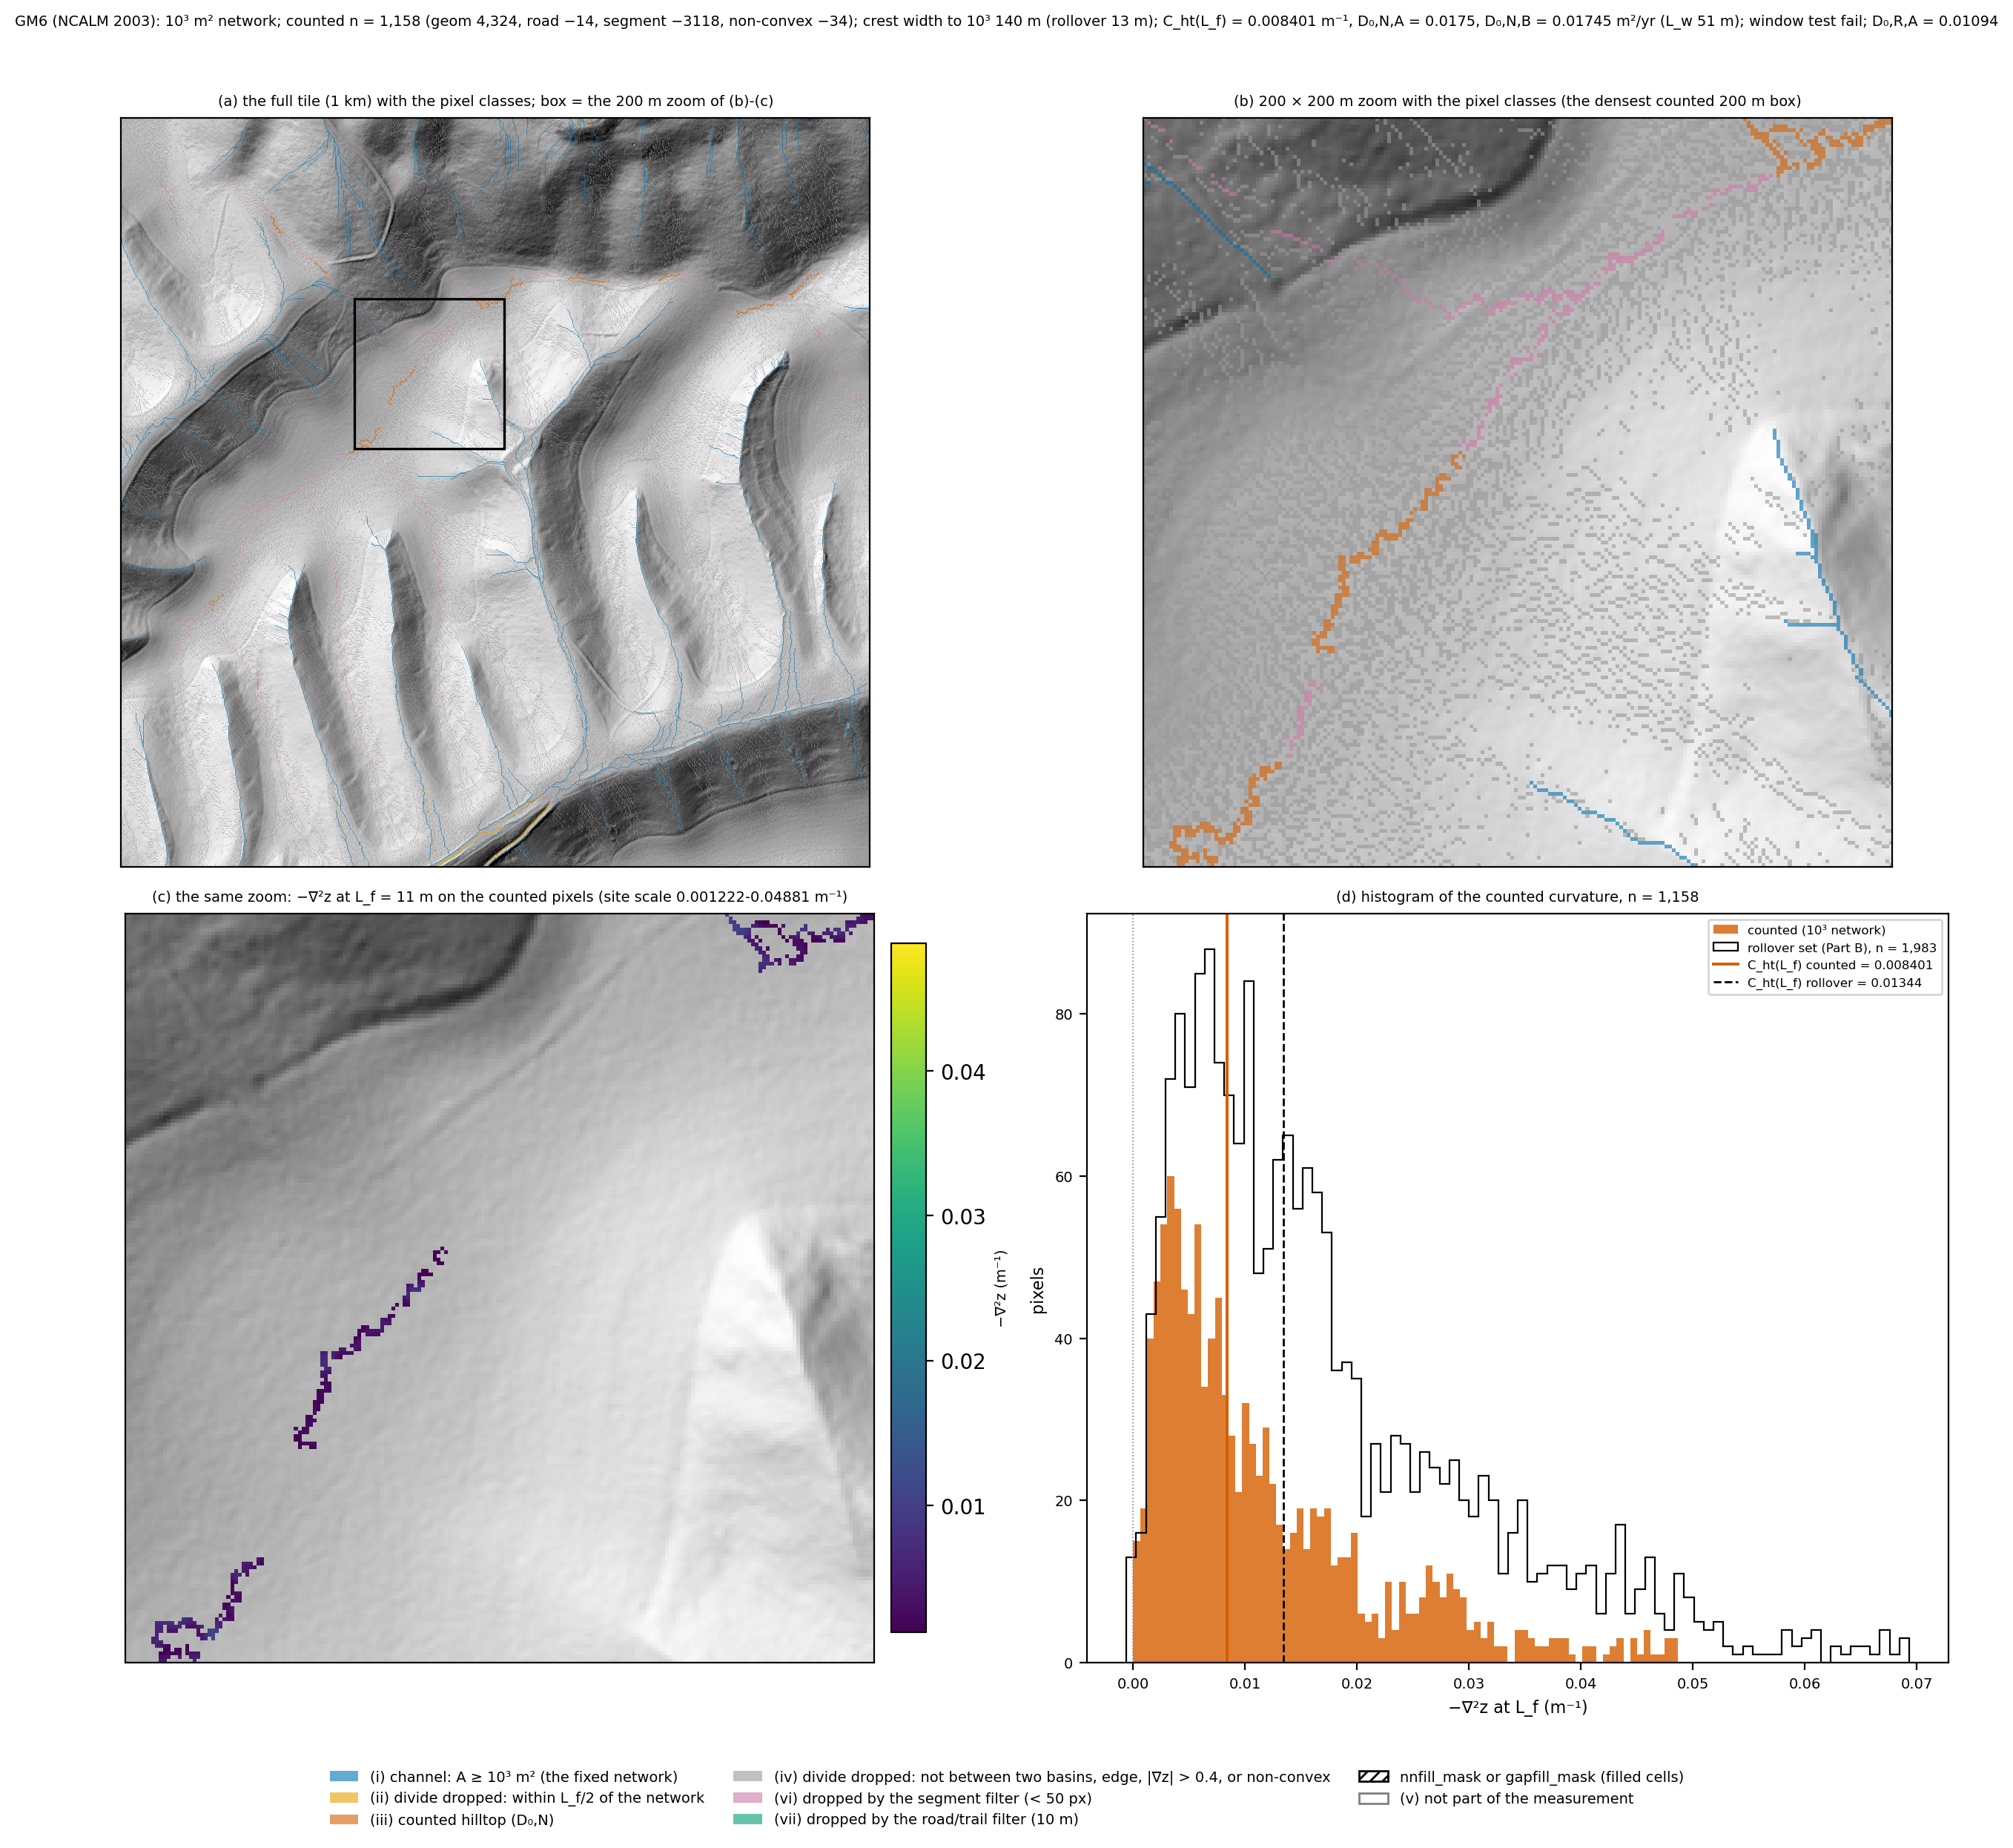 GM6 (NCALM 2003): 10³ m² network; counted n = 1,158 (geom 4,324, road −14, segment −3118, non-convex −34); crest width to 10³ 140 m (rollover 13 m); C_ht(L_f) = 0.008401 m⁻¹, D₀,N,A = 0.0175, D₀,N,B = 0.01745 m²/yr (L_w 51 m); window test fail; D₀,R,A = 0.01094
(a) the full tile (1 km) with the pixel classes; box = the 200 m zoom of (b)-(c)
(b) 200 × 200 m zoom with the pixel classes (the densest counted 200 m box)
(c) the same zoom: −∇²z at L_f = 11 m on the counted pixels (site scale 0.001222-0.04881 m⁻¹)
0.04
0.03
0.02
0.01
−∇²z (m⁻¹)
(d) histogram of the counted curvature, n = 1,158
counted (10³ network)
rollover set (Part B), n = 1,983
C_ht(L_f) counted = 0.008401
C_ht(L_f) rollover = 0.01344
80
60
40
20
0
pixels
0.00 0.01 0.02 0.03 0.04 0.05 0.06 0.07
−∇²z at L_f (m⁻¹)
(i) channel: A ≥ 10³ m² (the fixed network)
(ii) divide dropped: within L_f/2 of the network
(iii) counted hilltop (D₀,N)
(iv) divide dropped: not between two basins, edge, |∇z| > 0.4, or non-convex
(vi) dropped by the segment filter (< 50 px)
(vii) dropped by the road/trail filter (10 m)
nnfill_mask or gapfill_mask (filled cells)
(v) not part of the measurement